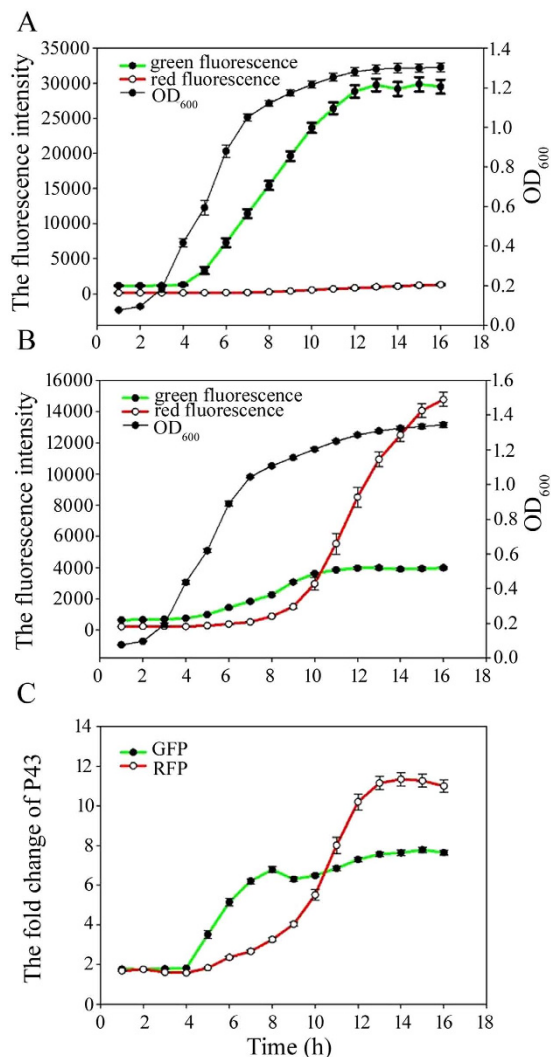 A
35000
30000
25000
20000
15000
10000
5000
0
The fluorescence intensity
green fluorescence
red fluorescence
OD600
1.4
1.2
1.0
0.8
0.6
0.4
0.2
0.0
OD600
0 2 4 6 8 10 12 14 16 18
B
16000
14000
12000
10000
8000
6000
4000
2000
0
The fluorescence intensity
green fluorescence
red fluorescence
OD600
1.6
1.4
1.2
1.0
0.8
0.6
0.4
0.2
0.0
OD600
0 2 4 6 8 10 12 14 16 18
C
14
12
10
8
6
4
2
0
The fold change of P43
GFP
RFP
0 2 4 6 8 10 12 14 16 18
Time (h)